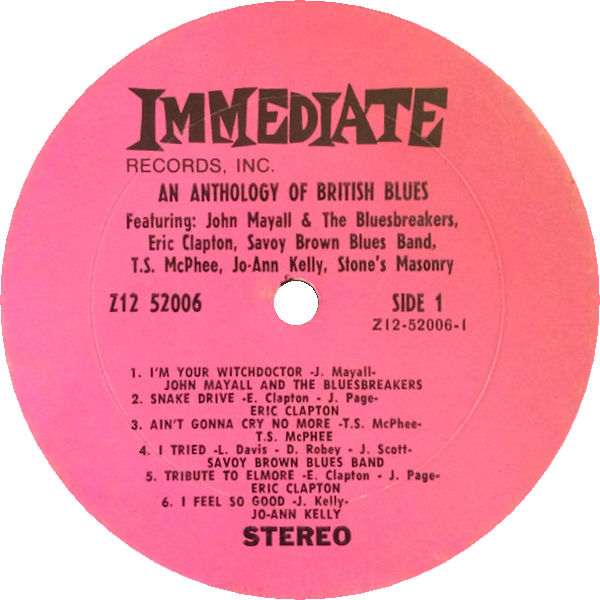 IMMEDIATE
RECORDS, INC.
AN ANTHOLOGY OF BRITISH BLUES
Featuring: John Mayall & The Bluesbreakers,
Eric Clapton, Savoy Brown Blues Band,
T.S. McPhee, Jo-Ann Kelly, Stone's Masonry
Z12 52006 SIDE 1
Z12-52006-1
1. I'M YOUR WITCHDOCTOR -J. Mayall-
JOHN MAYALL AND THE BLUESBREAKERS
2. SNAKE DRIVE -E. Clapton - J. Page-
ERIC CLAPTON
3. AIN'T GONNA CRY NO MORE -T.S. McPhee-
T.S. McPHEE
4. I TRIED -L. Davis - D. Robey - J. Scott-
SAVOY BROWN BLUES BAND
5. TRIBUTE TO ELMORE -E. Clapton - J. Page-
ERIC CLAPTON
6. I FEEL SO GOOD -J. Kelly-
JO-ANN KELLY
STEREO